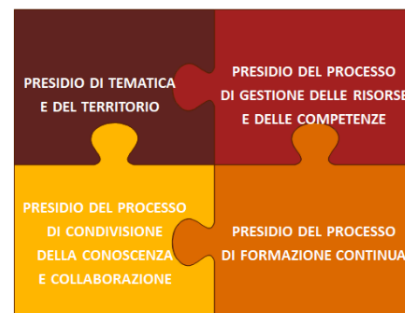 PRESIDIO DI TEMATICA
E DEL TERRITORIO
PRESIDIO DEL PROCESSO
DI GESTIONE DELLE RISORSE
E DELLE COMPETENZE
PRESIDIO DEL PROCESSO
DI CONDIVISIONE
DELLA CONOSCENZA
E COLLABORAZIONE
PRESIDIO DEL PROCESSO
DI FORMAZIONE CONTINUA